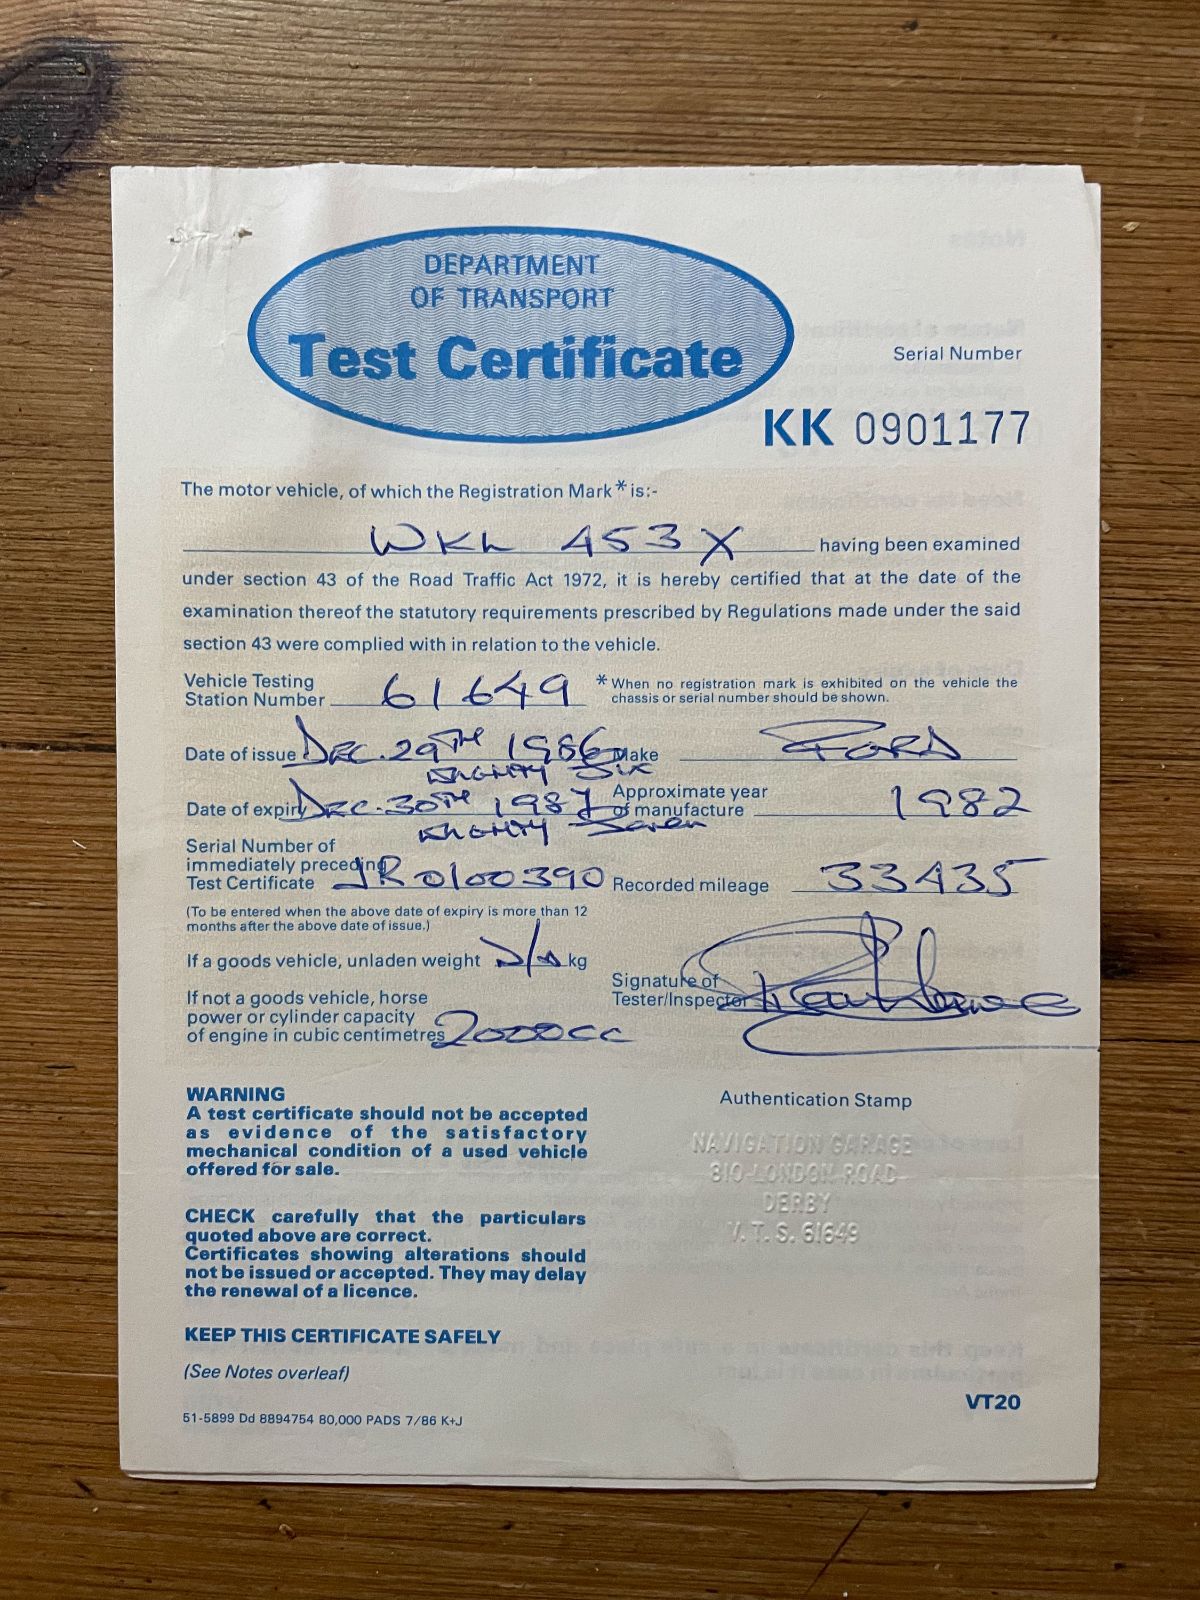 DEPARTMENT
OF TRANSPORT
Test Certificate
Serial Number
KK 0901177
The motor vehicle, of which the Registration Mark * is:-
WKL 453X having been examined
under section 43 of the Road Traffic Act 1972, it is hereby certified that at the date of the
examination thereof the statutory requirements prescribed by Regulations made under the said
section 43 were complied with in relation to the vehicle.
Vehicle Testing
Station Number 61649
* When no registration mark is exhibited on the vehicle the
chassis or serial number should be shown.
Date of issue DEC. 29TH 1986
EIGHTY SIX
Make FORD
Date of expiry DEC. 30TH 1987
EIGHTY Seven
Approximate year
of manufacture 1982
Serial Number of
immediately preceding
Test Certificate JR 0100390
Recorded mileage 33435
(To be entered when the above date of expiry is more than 12
months after the above date of issue.)
If a goods vehicle, unladen weight N/A kg
Signature of
Tester/Inspector
If not a goods vehicle, horse
power or cylinder capacity
of engine in cubic centimetres 2000cc
WARNING
A test certificate should not be accepted
as evidence of the satisfactory
mechanical condition of a used vehicle
offered for sale.
Authentication Stamp
NAVIGATION GARAGE
810-LONDON-ROAD-
DERBY
V. T. S. 61649
CHECK carefully that the particulars
quoted above are correct.
Certificates showing alterations should
not be issued or accepted. They may delay
the renewal of a licence.
KEEP THIS CERTIFICATE SAFELY
(See Notes overleaf)
VT20
51-5899 Dd 8894754 80,000 PADS 7/86 K+J